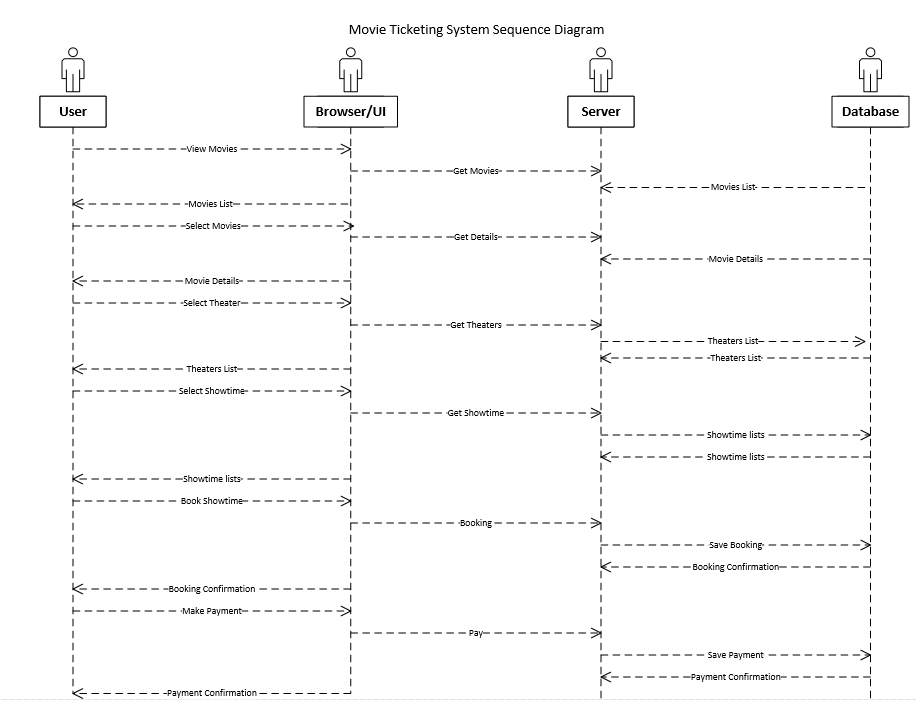 Movie Ticketing System Sequence Diagram
User
Browser/UI
Server
Database
View Movies
Get Movies
Movies List
Movies List
Select Movies
Get Details
Movie Details
Movie Details
Select Theater
Get Theaters
Theaters List
Theaters List
Theaters List
Select Showtime
Get Showtime
Showtime lists
Showtime lists
Showtime lists
Book Showtime
Booking
Save Booking
Booking Confirmation
Booking Confirmation
Make Payment
Pay
Save Payment
Payment Confirmation
Payment Confirmation